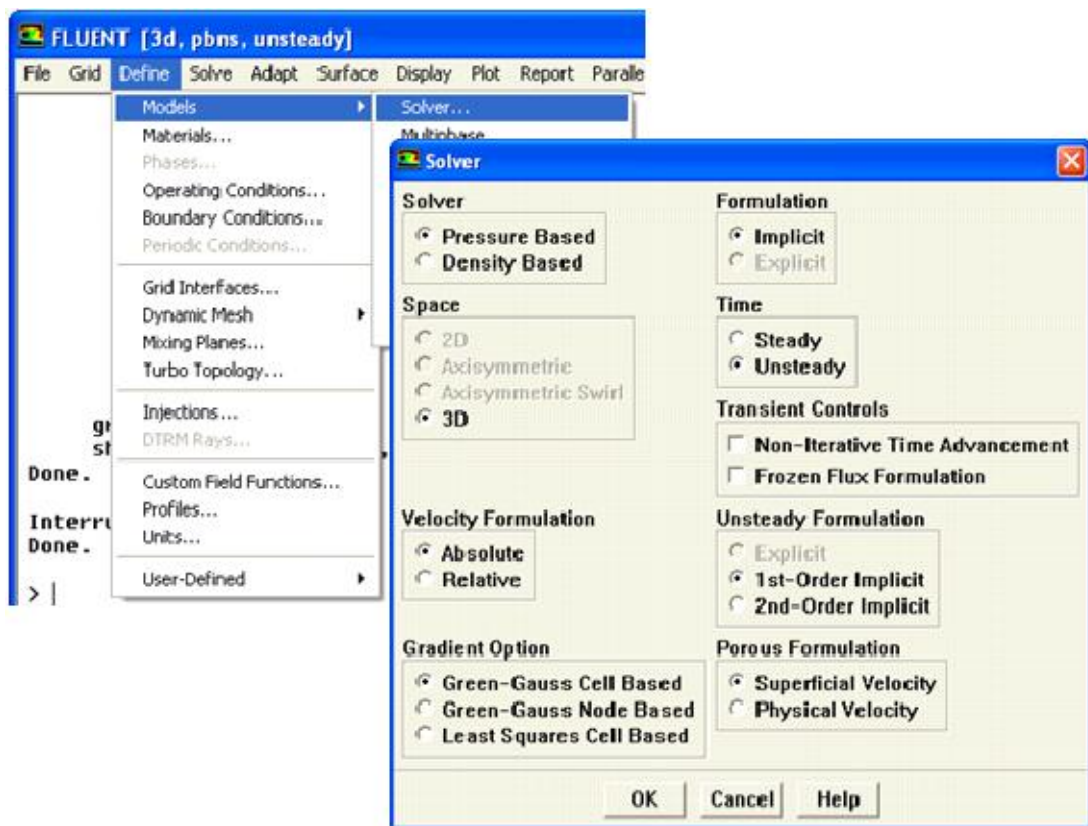 FLUENT [3d, pbns, unsteady]
File Grid Define Solve Adapt Surface Display Plot Report Paralle
Models
Materials...
Phases...
Operating Conditions...
Boundary Conditions...
Periodic Conditions...
Grid Interfaces...
Dynamic Mesh
Mixing Planes...
Turbo Topology...
Injections...
DTRM Rays...
Custom Field Functions...
Profiles...
Units...
User-Defined
Solver...
Multiphase
gr
sh
Done.
Interru
Done.
>
Solver
Solver
Pressure Based
Density Based
Formulation
Implicit
Explicit
Space
2D
Axisymmetric
Axisymmetric Swirl
3D
Time
Steady
Unsteady
Transient Controls
Non-Iterative Time Advancement
Frozen Flux Formulation
Velocity Formulation
Absolute
Relative
Unsteady Formulation
Explicit
1st-Order Implicit
2nd-Order Implicit
Gradient Option
Green-Gauss Cell Based
Green-Gauss Node Based
Least Squares Cell Based
Porous Formulation
Superficial Velocity
Physical Velocity
OK Cancel Help